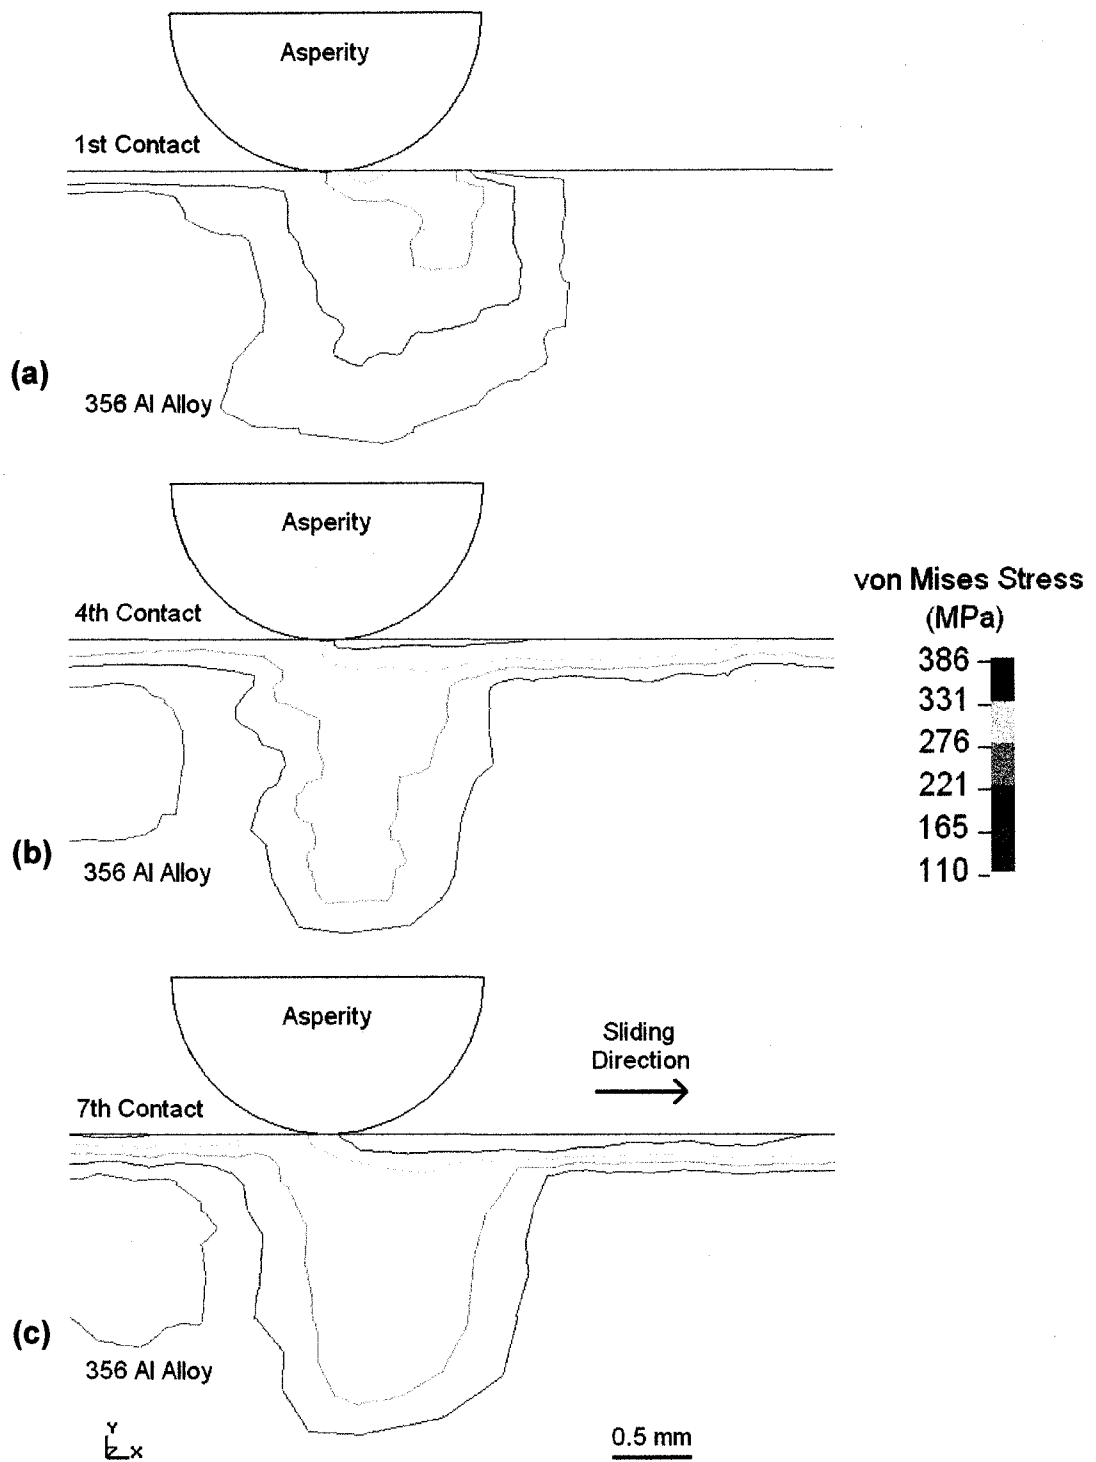 Asperity
1st Contact
(a)
356 Al Alloy
Asperity
4th Contact
von Mises Stress
(MPa)
386
331
276
221
165
110
(b)
356 Al Alloy
Asperity
Sliding
Direction
7th Contact
(c)
356 Al Alloy
Y
Z X
0.5 mm